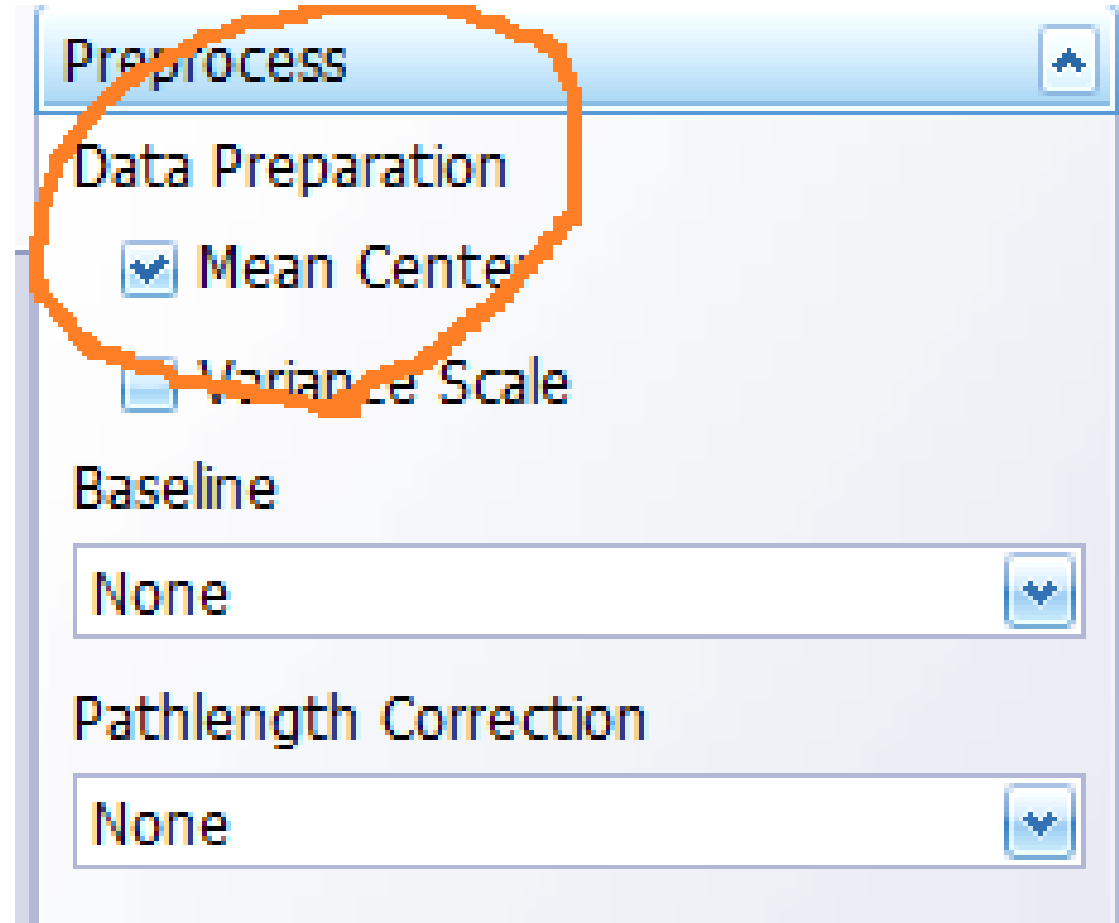 Preprocess
Data Preparation
Mean Center
Variance Scale
Baseline
None
Pathlength Correction
None